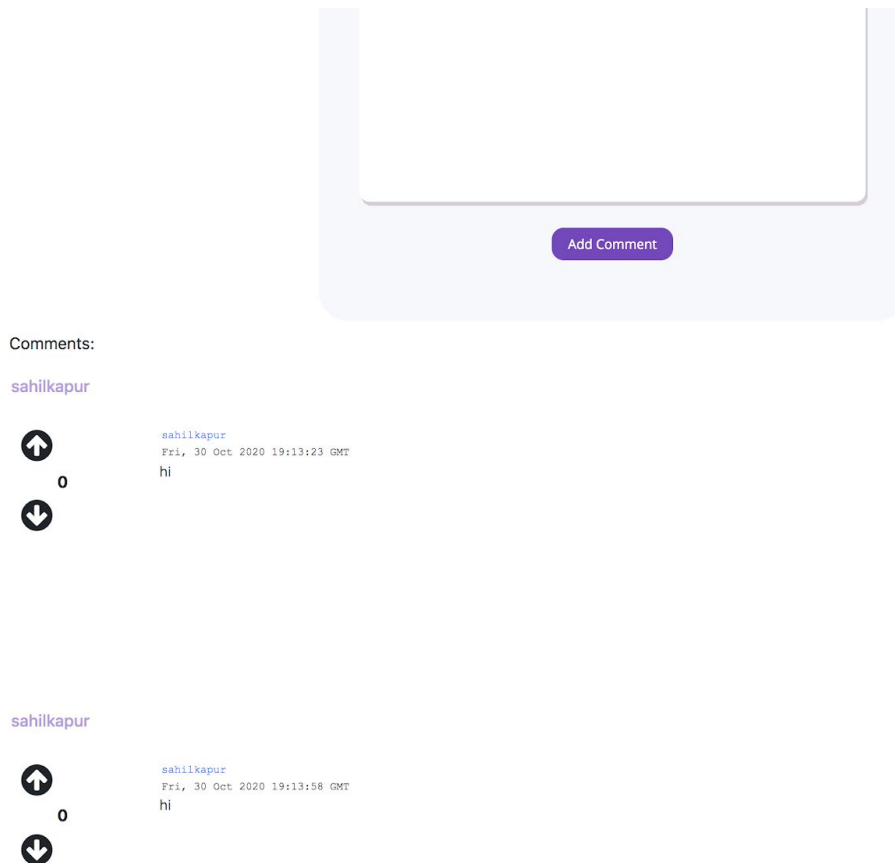 Add Comment
Comments:
sahilkapur
sahilkapur
Fri, 30 Oct 2020 19:13:23 GMT
hi
0
sahilkapur
sahilkapur
Fri, 30 Oct 2020 19:13:58 GMT
hi
0